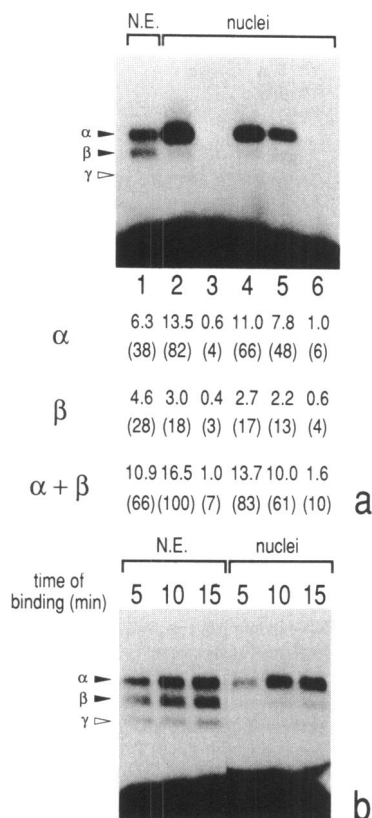 N.E. nuclei
α
β
γ
1 2 3 4 5 6
α 6.3 13.5 0.6 11.0 7.8 1.0
(38) (82) (4) (66) (48) (6)
β 4.6 3.0 0.4 2.7 2.2 0.6
(28) (18) (3) (17) (13) (4)
α + β 10.9 16.5 1.0 13.7 10.0 1.6
(66) (100) (7) (83) (61) (10)
a
N.E. nuclei
time of
binding (min) 5 10 15 5 10 15
α
β
γ
b